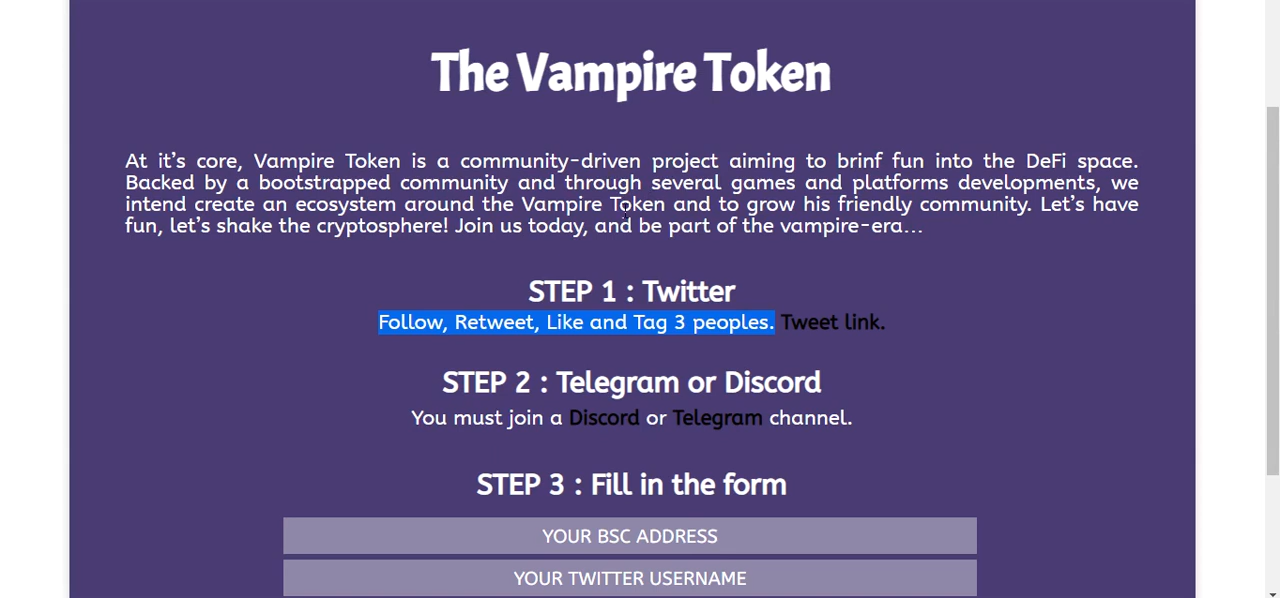 The Vampire Token
At it’s core, Vampire Token is a community-driven project aiming to brinf fun into the DeFi space.
Backed by a bootstrapped community and through several games and platforms developments, we
intend create an ecosystem around the Vampire Token and to grow his friendly community. Let’s have
fun, let’s shake the cryptosphere! Join us today, and be part of the vampire-era...
STEP 1 : Twitter
Follow, Retweet, Like and Tag 3 peoples. Tweet link.
STEP 2 : Telegram or Discord
You must join a Discord or Telegram channel.
STEP 3 : Fill in the form
YOUR BSC ADDRESS
YOUR TWITTER USERNAME